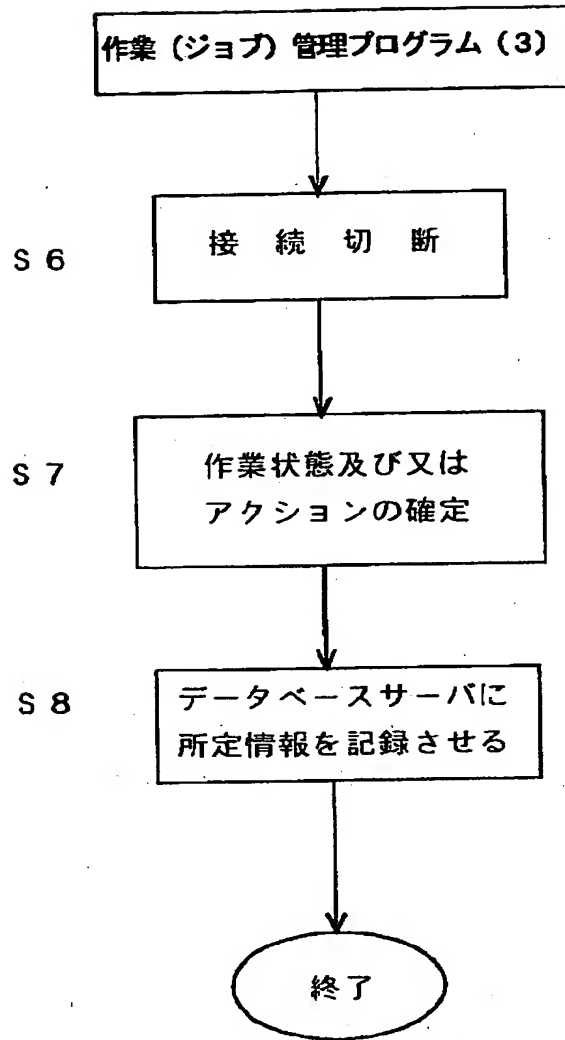 作業（ジョブ）管理プログラム（3）
S 6
接 続 切 断
S 7
作業状態及び又は
アクションの確定
S 8
データベースサーバに
所定情報を記録させる
終了